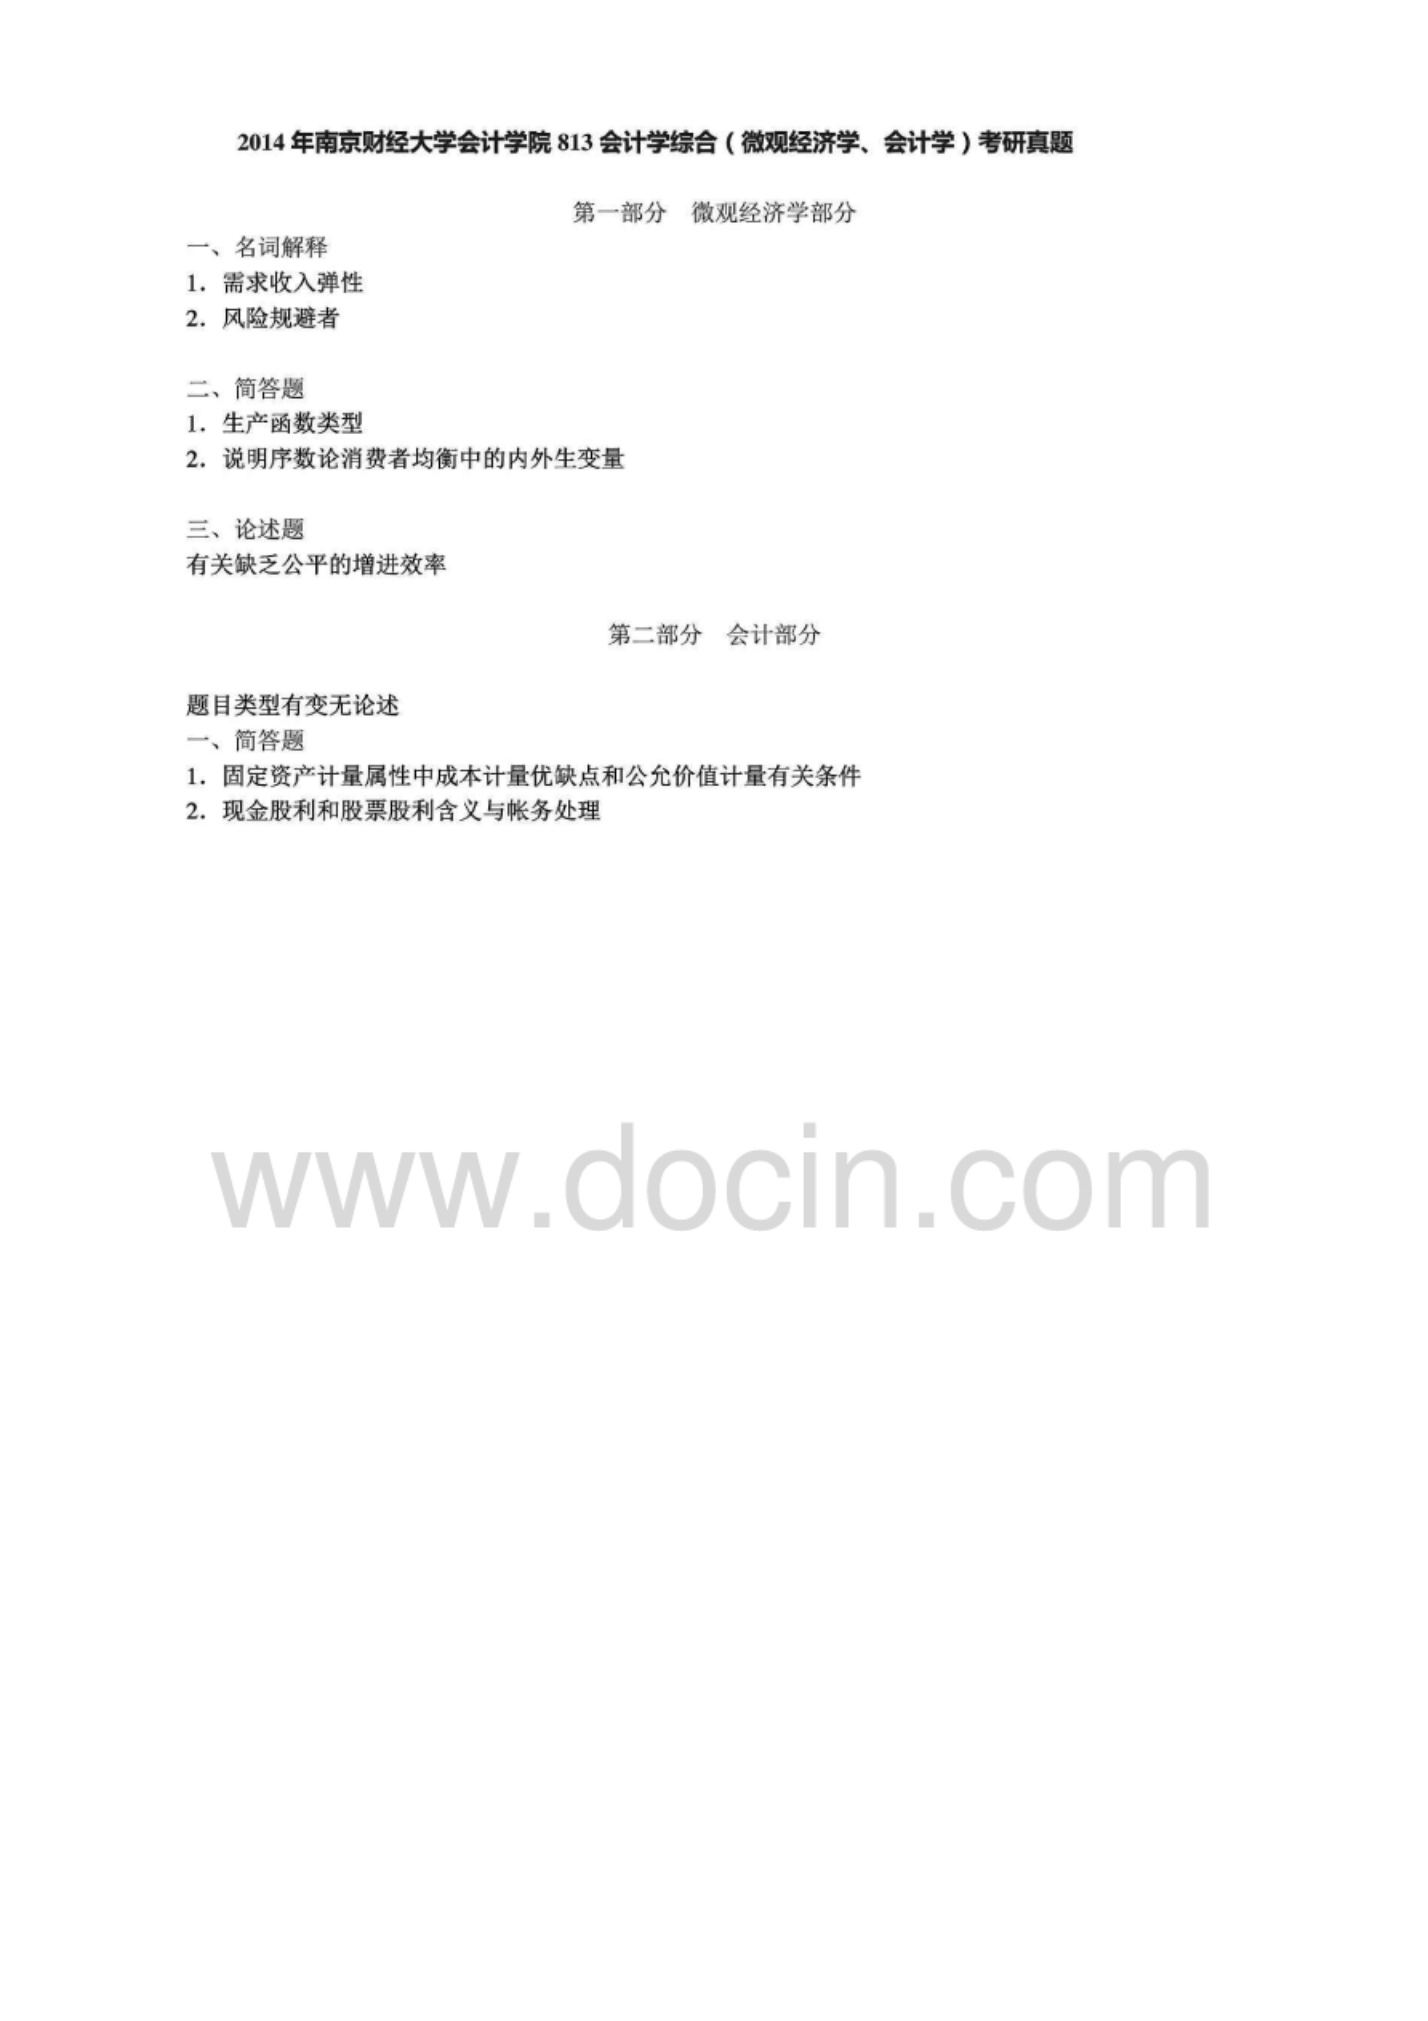 2014 年南京财经大学会计学院 813 会计学综合（微观经济学、会计学）考研真题
第一部分　微观经济学部分
一、名词解释
1．需求收入弹性
2．风险规避者
二、简答题
1．生产函数类型
2．说明序数论消费者均衡中的内外生变量
三、论述题
有关缺乏公平的增进效率
第二部分　会计部分
题目类型有变无论述
一、简答题
1．固定资产计量属性中成本计量优缺点和公允价值计量有关条件
2．现金股利和股票股利含义与帐务处理
www.docin.com